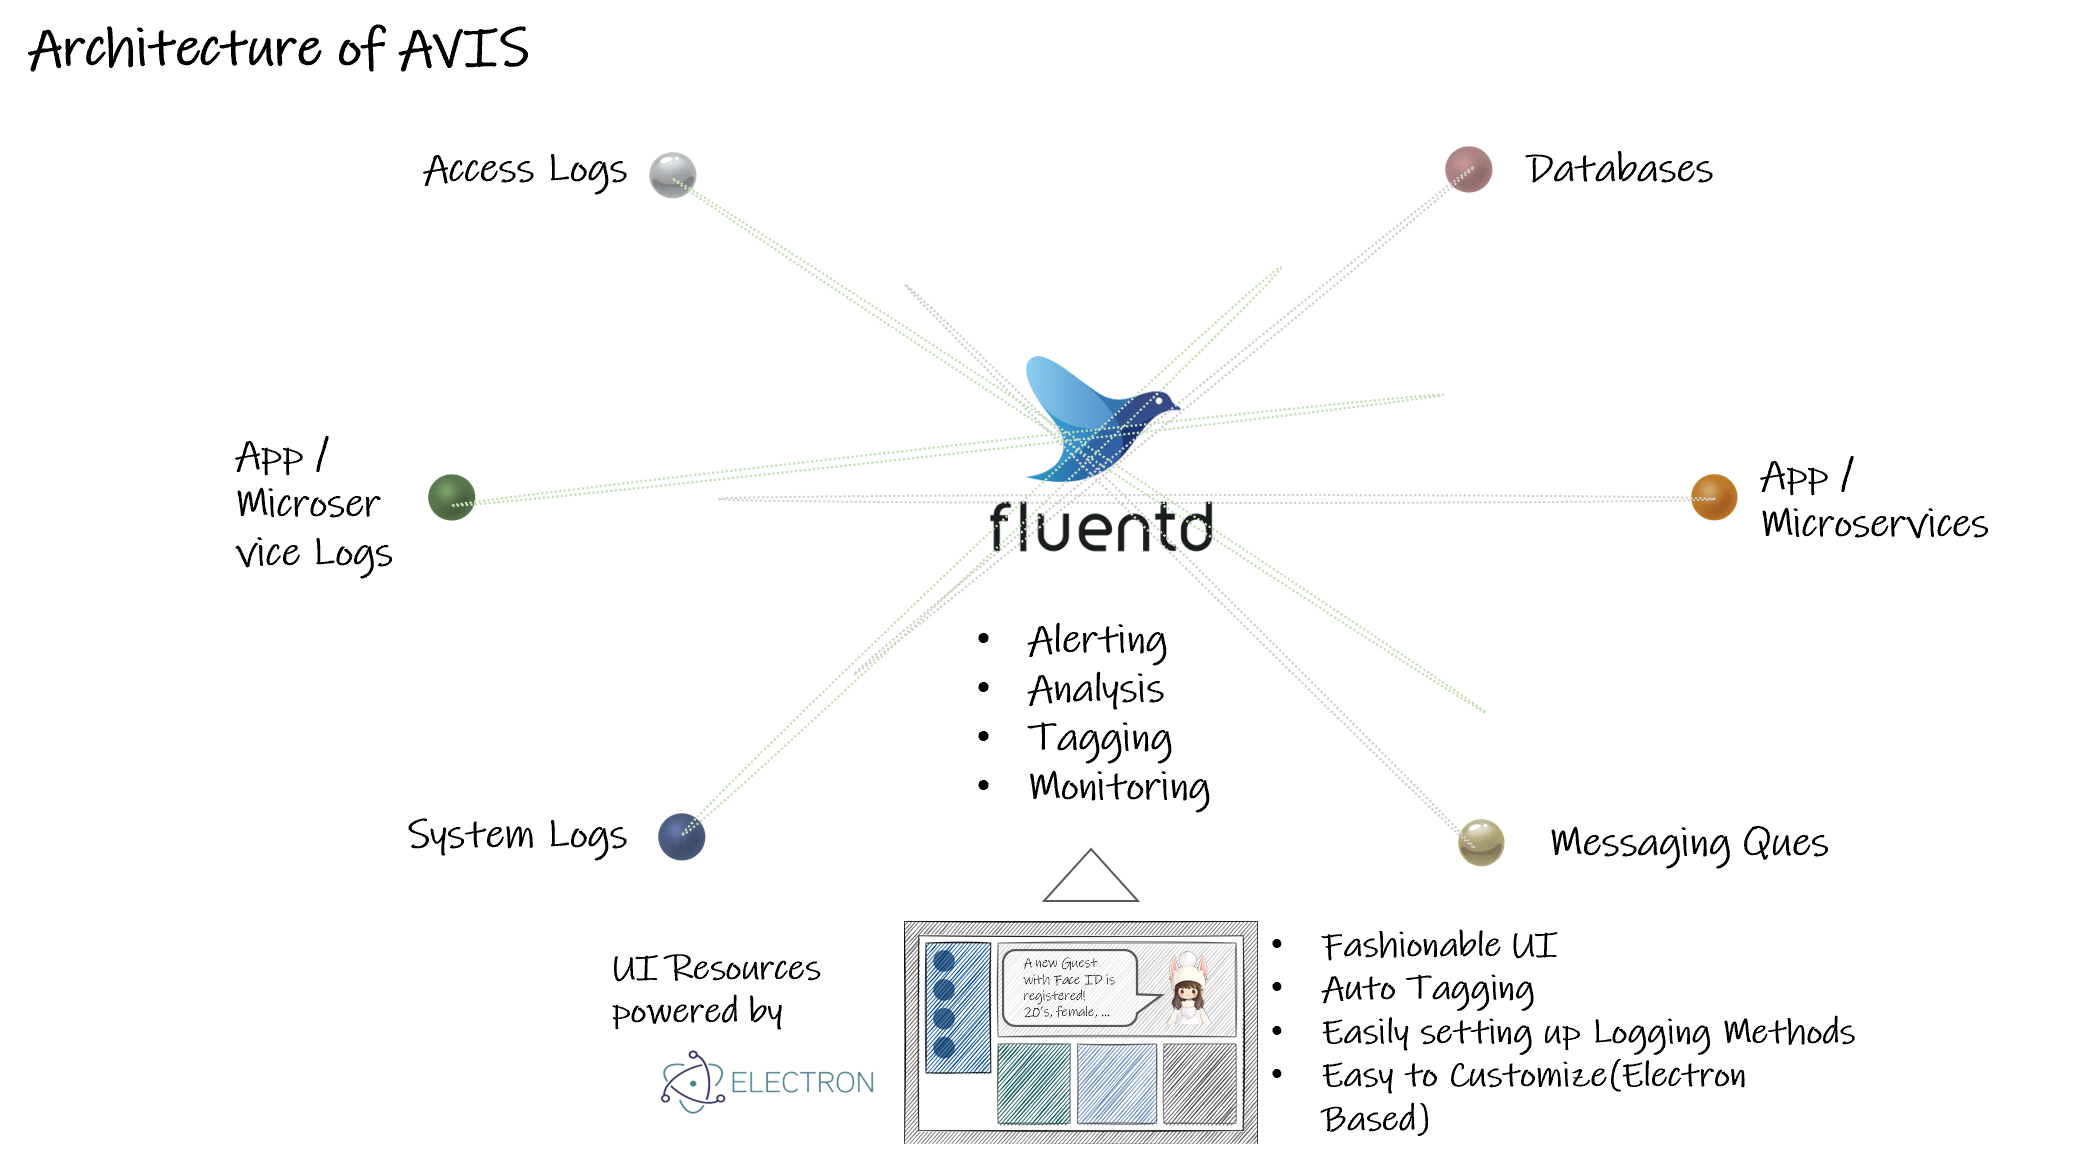 Architecture of AVIS
Access Logs
Databases
App /
Microser
vice Logs
fluentd
App /
Microservices
• Alerting
• Analysis
• Tagging
• Monitoring
System Logs
Messaging Ques
UI Resources
powered by
ELECTRON
A new Guest
with Face ID is
registered!
20's, female, ...
• Fashionable UI
• Auto Tagging
• Easily setting up Logging Methods
• Easy to Customize(Electron
Based)